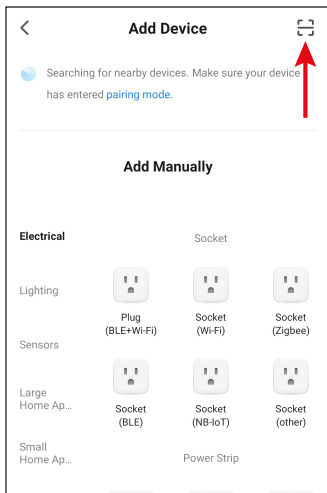 Add Device
Searching for nearby devices. Make sure your device
has entered pairing mode.
Add Manually
Electrical
Socket
Lighting
Plug
(BLE+Wi-Fi)
Socket
(Wi-Fi)
Socket
(Zigbee)
Sensors
Large
Home Ap...
Socket
(BLE)
Socket
(NB-IoT)
Socket
(other)
Small
Home Ap...
Power Strip